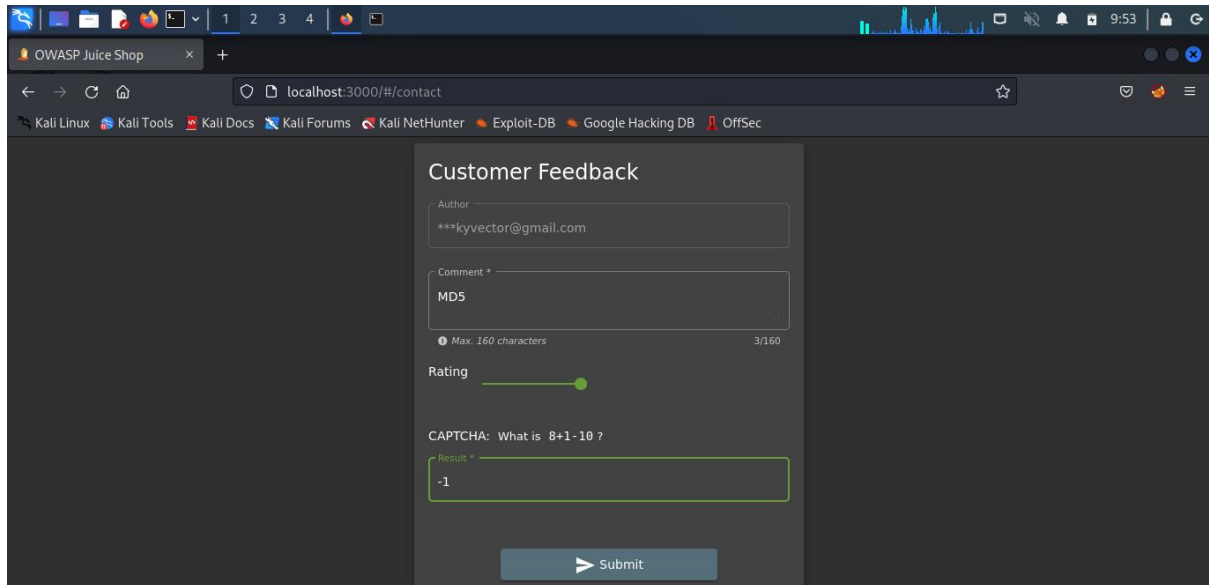 1 2 3 4 9:53
OWASP Juice Shop
localhost:3000/#/contact
Kali Linux Kali Tools Kali Docs Kali Forums Kali NetHunter Exploit-DB Google Hacking DB OffSec
Customer Feedback
Author
***kyvector@gmail.com
Comment *
MD5
Max. 160 characters 3/160
Rating
CAPTCHA: What is 8+1-10 ?
Result *
-1
Submit